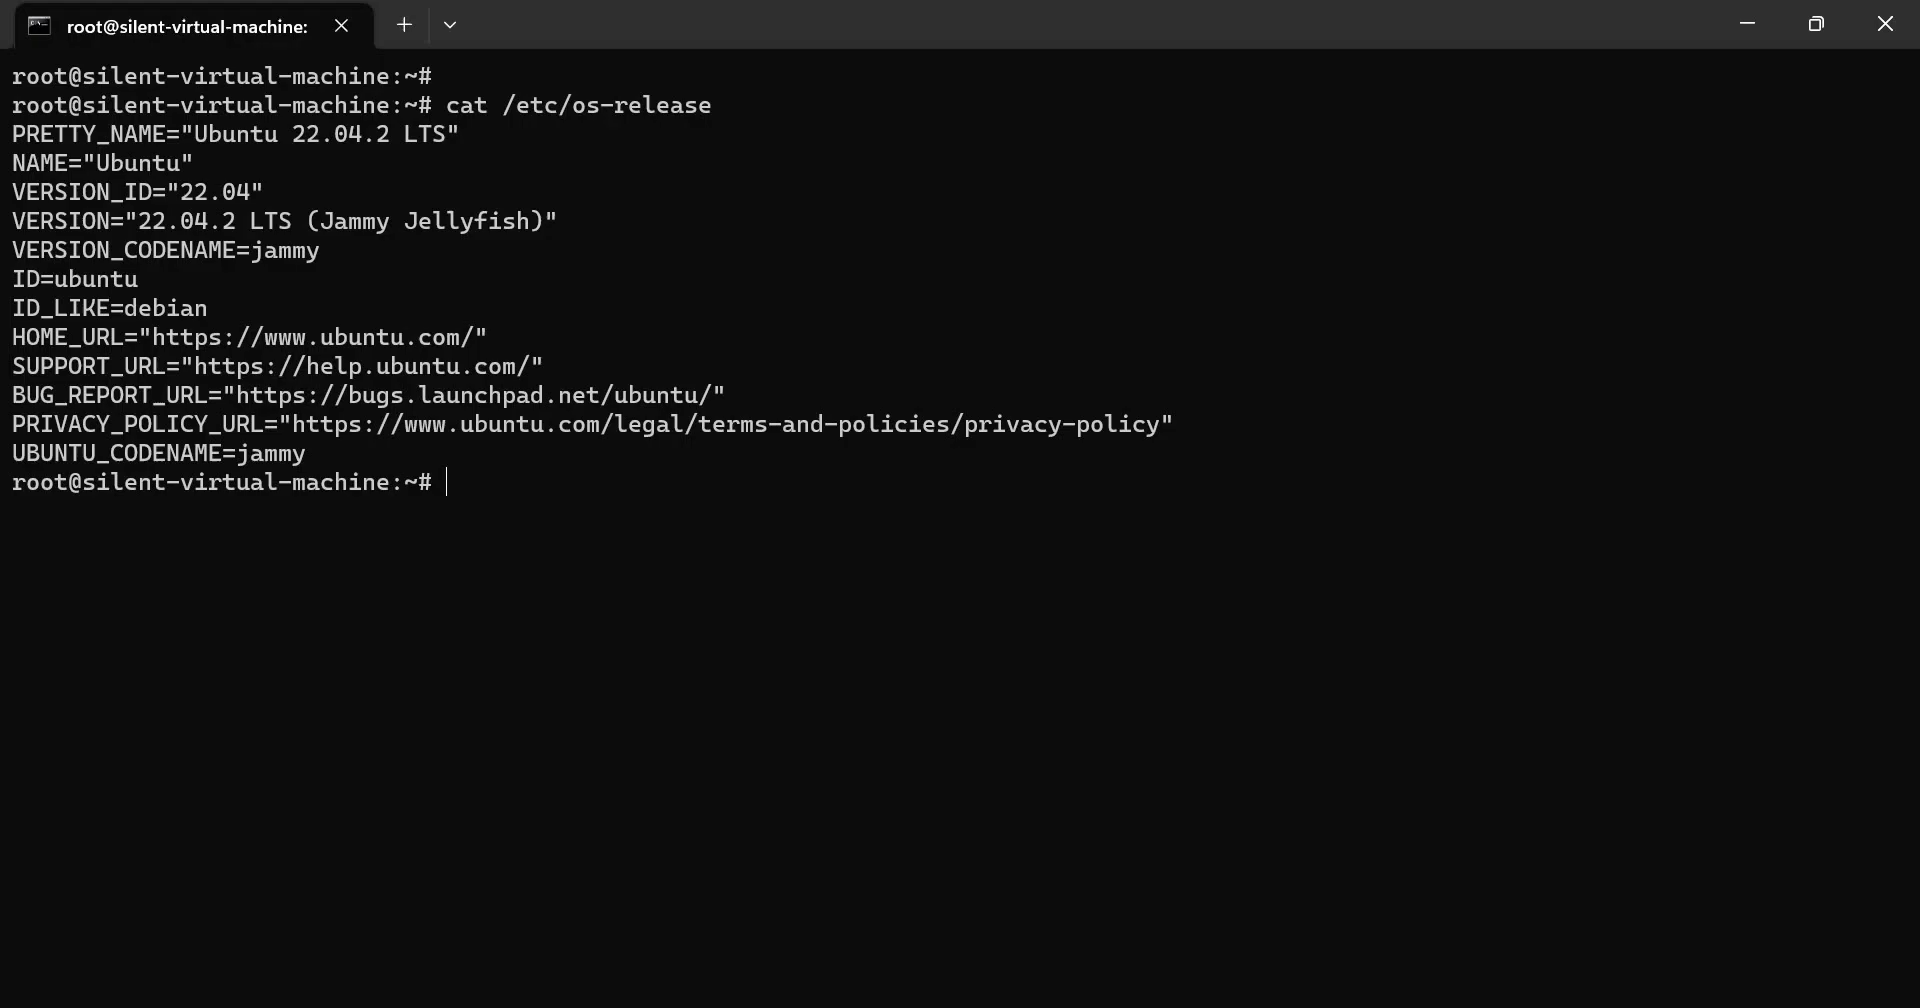 root@silent-virtual-machine:
root@silent-virtual-machine:~#
root@silent-virtual-machine:~# cat /etc/os-release
PRETTY_NAME="Ubuntu 22.04.2 LTS"
NAME="Ubuntu"
VERSION_ID="22.04"
VERSION="22.04.2 LTS (Jammy Jellyfish)"
VERSION_CODENAME=jammy
ID=ubuntu
ID_LIKE=debian
HOME_URL="https://www.ubuntu.com/"
SUPPORT_URL="https://help.ubuntu.com/"
BUG_REPORT_URL="https://bugs.launchpad.net/ubuntu/"
PRIVACY_POLICY_URL="https://www.ubuntu.com/legal/terms-and-policies/privacy-policy"
UBUNTU_CODENAME=jammy
root@silent-virtual-machine:~#